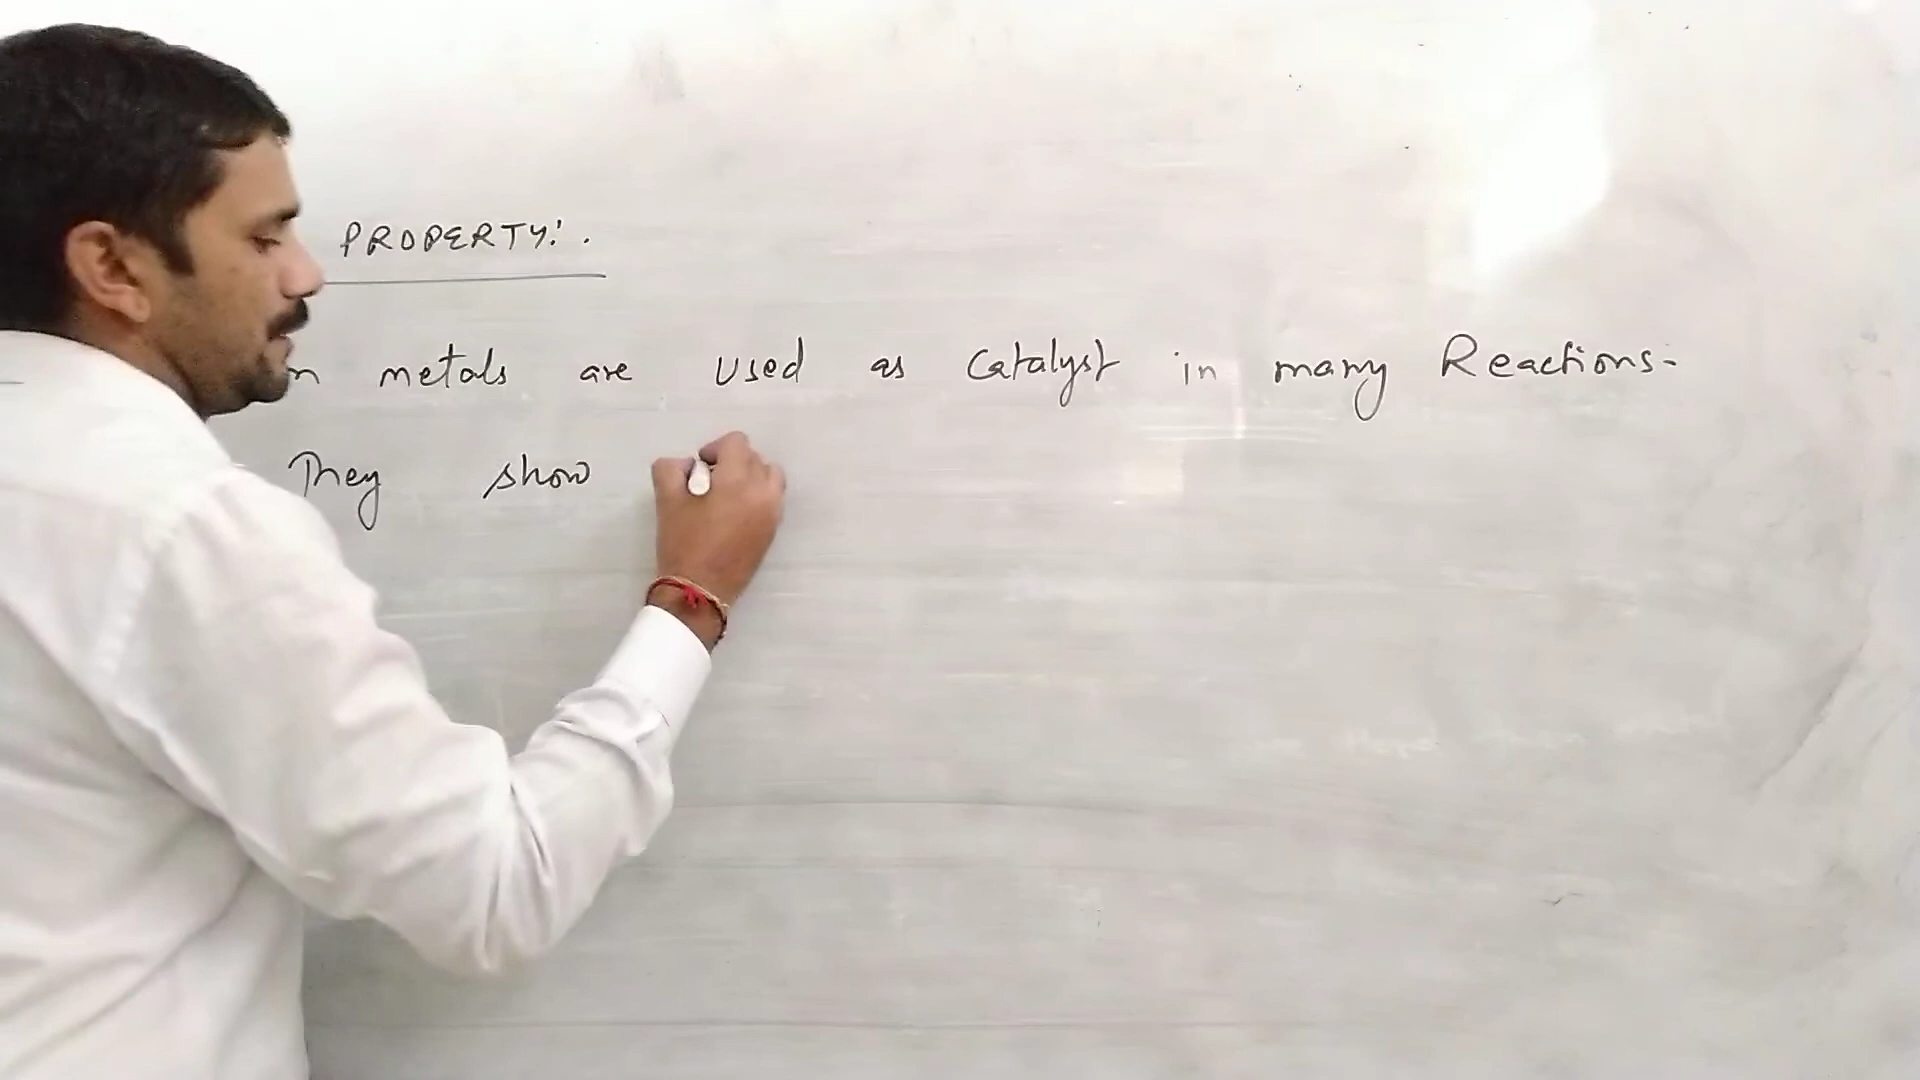 PROPERTY:.
n metals are used as Catalyst in many Reactions-
They show